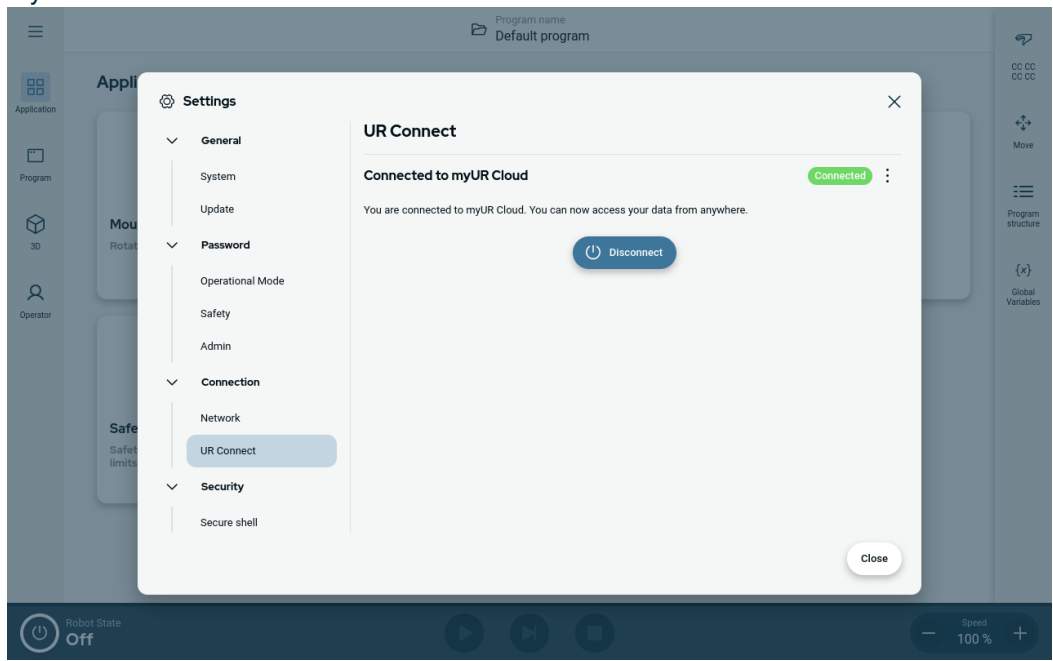 Program name
Default program
CC CC
CC CC
Application
Move
Program
Program
structure
3D
Global
Variables
Operator
Settings
General
System
Update
Password
Operational Mode
Safety
Admin
Connection
Network
UR Connect
Security
Secure shell
UR Connect
Connected to myUR Cloud
Connected
You are connected to myUR Cloud. You can now access your data from anywhere.
Disconnect
Close
Appli
Mou
Rotat
Safe
Safet
limits
{x}
Robot State
Off
Speed
100 %